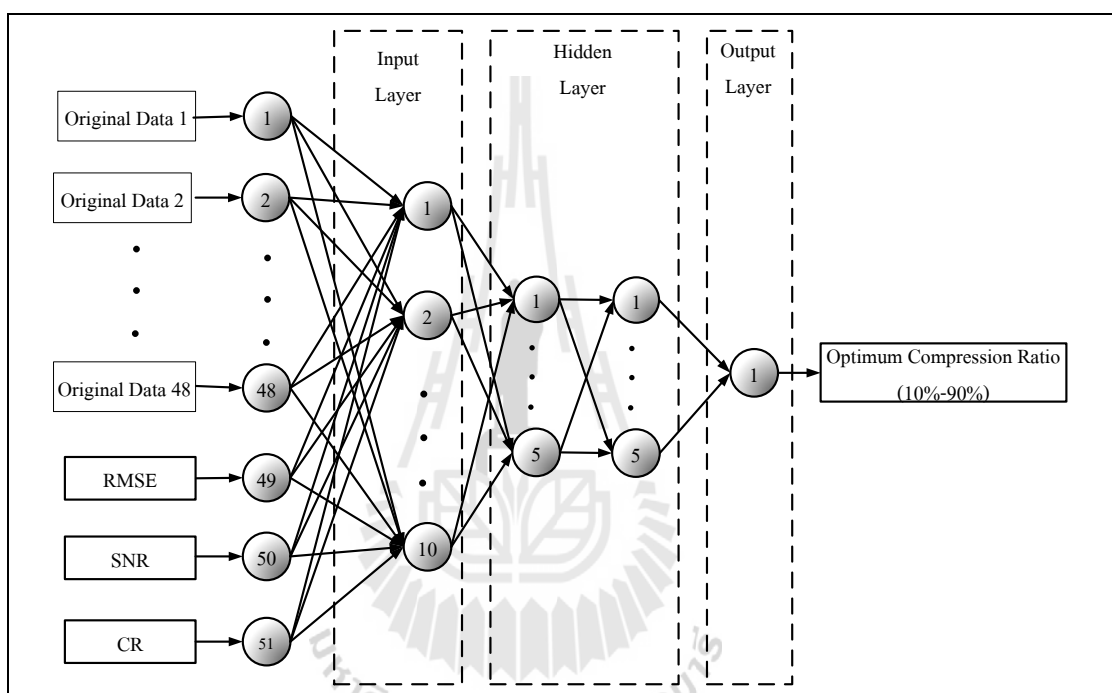 Input
Layer
Hidden
Layer
Output
Layer
Original Data 1
1
Original Data 2
2
1
2
1
1
Original Data 48
48
1
Optimum Compression Ratio
(10%-90%)
5
5
RMSE
49
SNR
50
10
CR
51